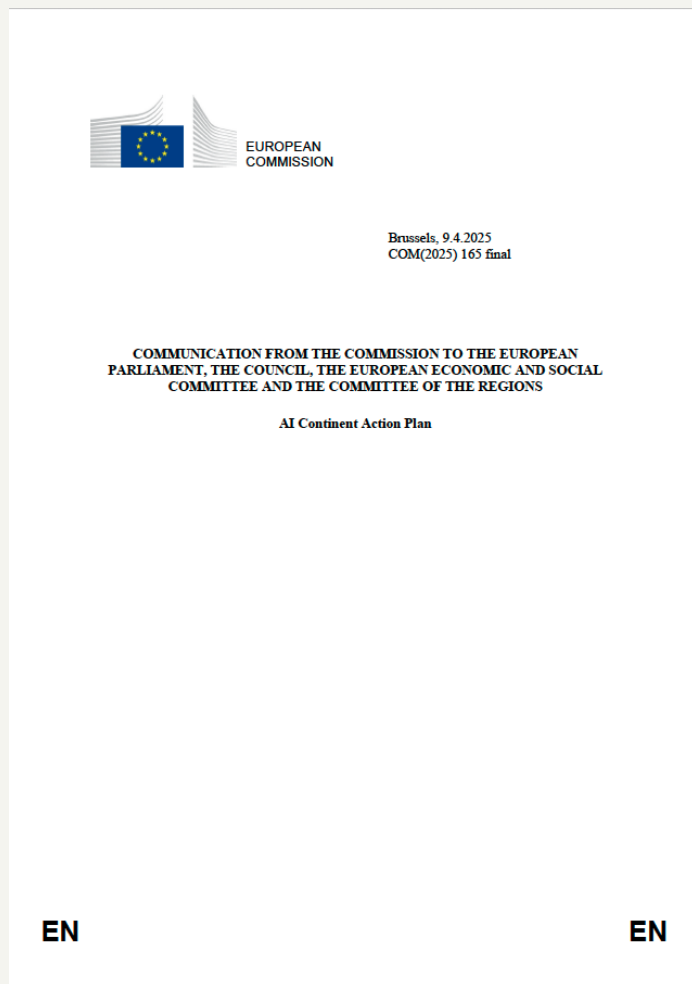 EUROPEAN
COMMISSION
Brussels, 9.4.2025
COM(2025) 165 final
COMMUNICATION FROM THE COMMISSION TO THE EUROPEAN
PARLIAMENT, THE COUNCIL, THE EUROPEAN ECONOMIC AND SOCIAL
COMMITTEE AND THE COMMITTEE OF THE REGIONS
AI Continent Action Plan
EN EN